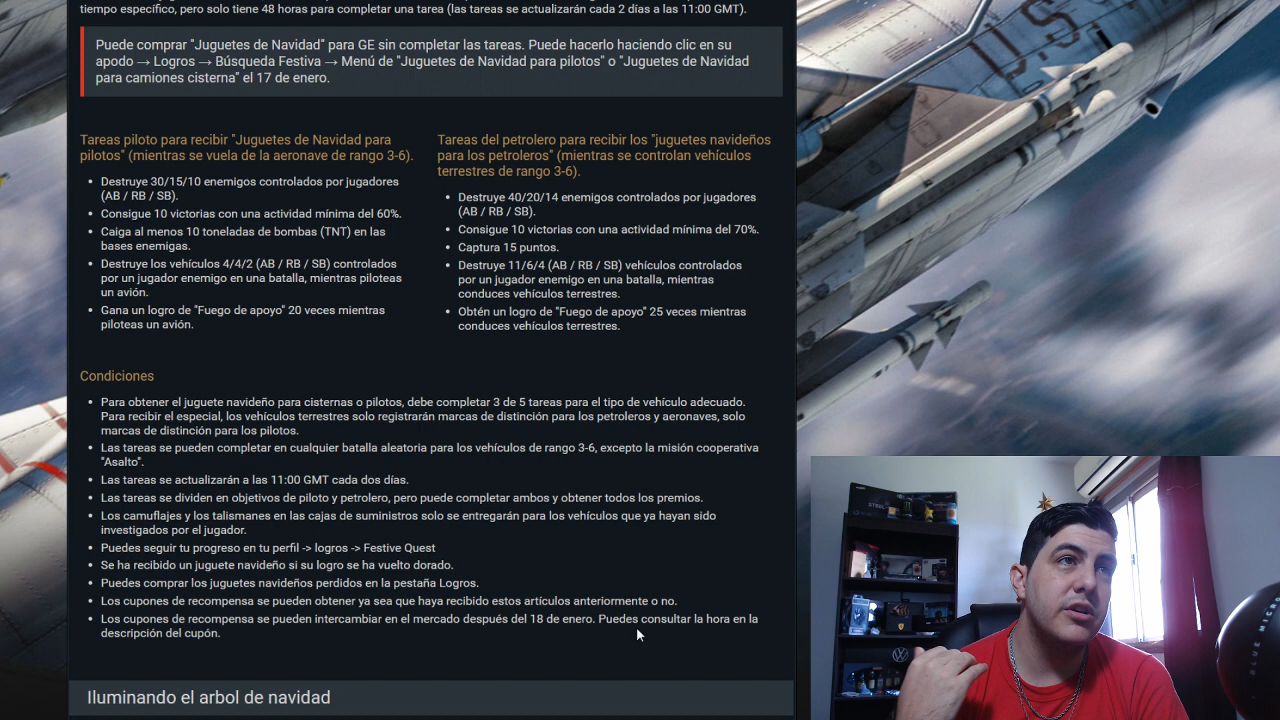 tiempo específico, pero solo tiene 48 horas para completar una tarea (las tareas se actualizarán cada 2 días a las 11:00 GMT).
Puede comprar "Juguetes de Navidad" para GE sin completar las tareas. Puede hacerlo haciendo clic en su
apodo → Logros → Búsqueda Festiva → Menú de "Juguetes de Navidad para pilotos" o "Juguetes de Navidad
para camiones cisterna" el 17 de enero.
Tareas piloto para recibir "Juguetes de Navidad para
pilotos" (mientras se vuela de la aeronave de rango 3-6).
• Destruye 30/15/10 enemigos controlados por jugadores
(AB / RB / SB).
• Consigue 10 victorias con una actividad mínima del 60%.
• Caiga al menos 10 toneladas de bombas (TNT) en las
bases enemigas.
• Destruye los vehículos 4/4/2 (AB / RB / SB) controlados
por un jugador enemigo en una batalla, mientras piloteas
un avión.
• Gana un logro de "Fuego de apoyo" 20 veces mientras
piloteas un avión.
Tareas del petrolero para recibir los "juguetes navideños
para los petroleros" (mientras se controlan vehículos
terrestres de rango 3-6).
• Destruye 40/20/14 enemigos controlados por jugadores
(AB / RB / SB).
• Consigue 10 victorias con una actividad mínima del 70%.
• Captura 15 puntos.
• Destruye 11/6/4 (AB / RB / SB) vehículos controlados
por un jugador enemigo en una batalla, mientras
conduces vehículos terrestres.
• Obtén un logro de "Fuego de apoyo" 25 veces mientras
conduces vehículos terrestres.
Condiciones
• Para obtener el juguete navideño para cisternas o pilotos, debe completar 3 de 5 tareas para el tipo de vehículo adecuado.
Para recibir el especial, los vehículos terrestres solo registrarán marcas de distinción para los petroleros y aeronaves, solo
marcas de distinción para los pilotos.
• Las tareas se pueden completar en cualquier batalla aleatoria para los vehículos de rango 3-6, excepto la misión cooperativa
"Asalto".
• Las tareas se actualizarán a las 11:00 GMT cada dos días.
• Las tareas se dividen en objetivos de piloto y petrolero, pero puede completar ambos y obtener todos los premios.
• Los camuflajes y los talismanes en las cajas de suministros solo se entregarán para los vehículos que ya hayan sido
investigados por el jugador.
• Puedes seguir tu progreso en tu perfil -> logros -> Festive Quest
• Se ha recibido un juguete navideño si su logro se ha vuelto dorado.
• Puedes comprar los juguetes navideños perdidos en la pestaña Logros.
• Los cupones de recompensa se pueden obtener ya sea que haya recibido estos artículos anteriormente o no.
• Los cupones de recompensa se pueden intercambiar en el mercado después del 18 de enero. Puedes consultar la hora en la
descripción del cupón.
Iluminando el arbol de navidad